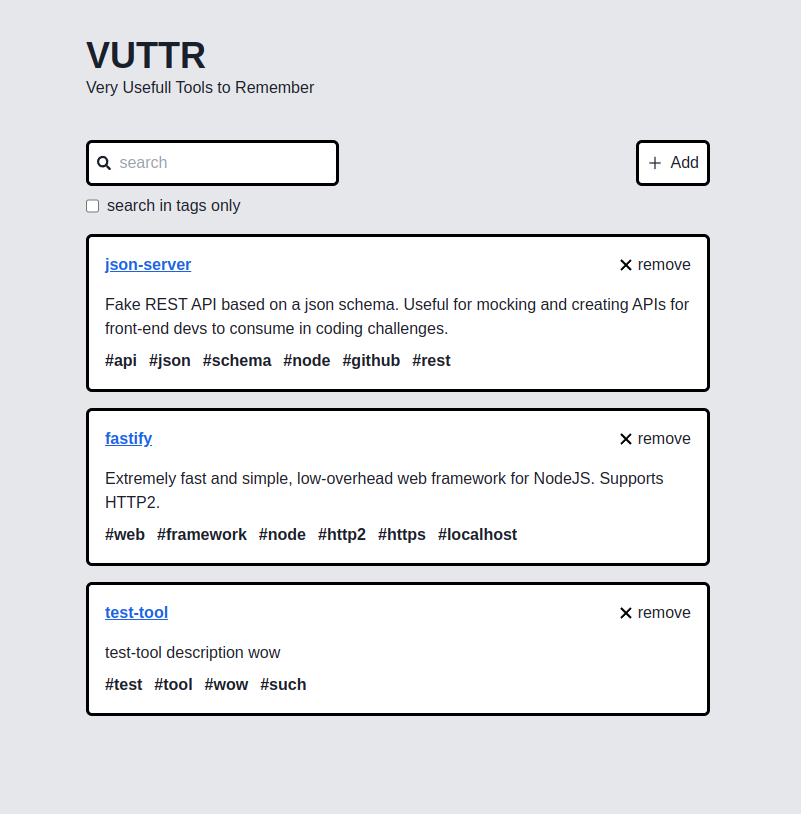 VUTTR
Very Usefull Tools to Remember
search
Add
search in tags only
json-server
remove
Fake REST API based on a json schema. Useful for mocking and creating APIs for
front-end devs to consume in coding challenges.
#api #json #schema #node #github #rest
fastify
remove
Extremely fast and simple, low-overhead web framework for NodeJS. Supports
HTTP2.
#web #framework #node #http2 #https #localhost
test-tool
remove
test-tool description wow
#test #tool #wow #such